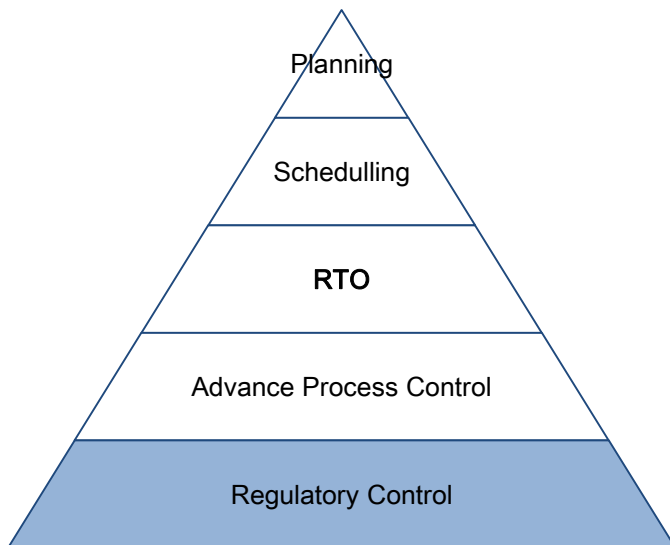 Planning
Schedulling
RTO
Advance Process Control
Regulatory Control